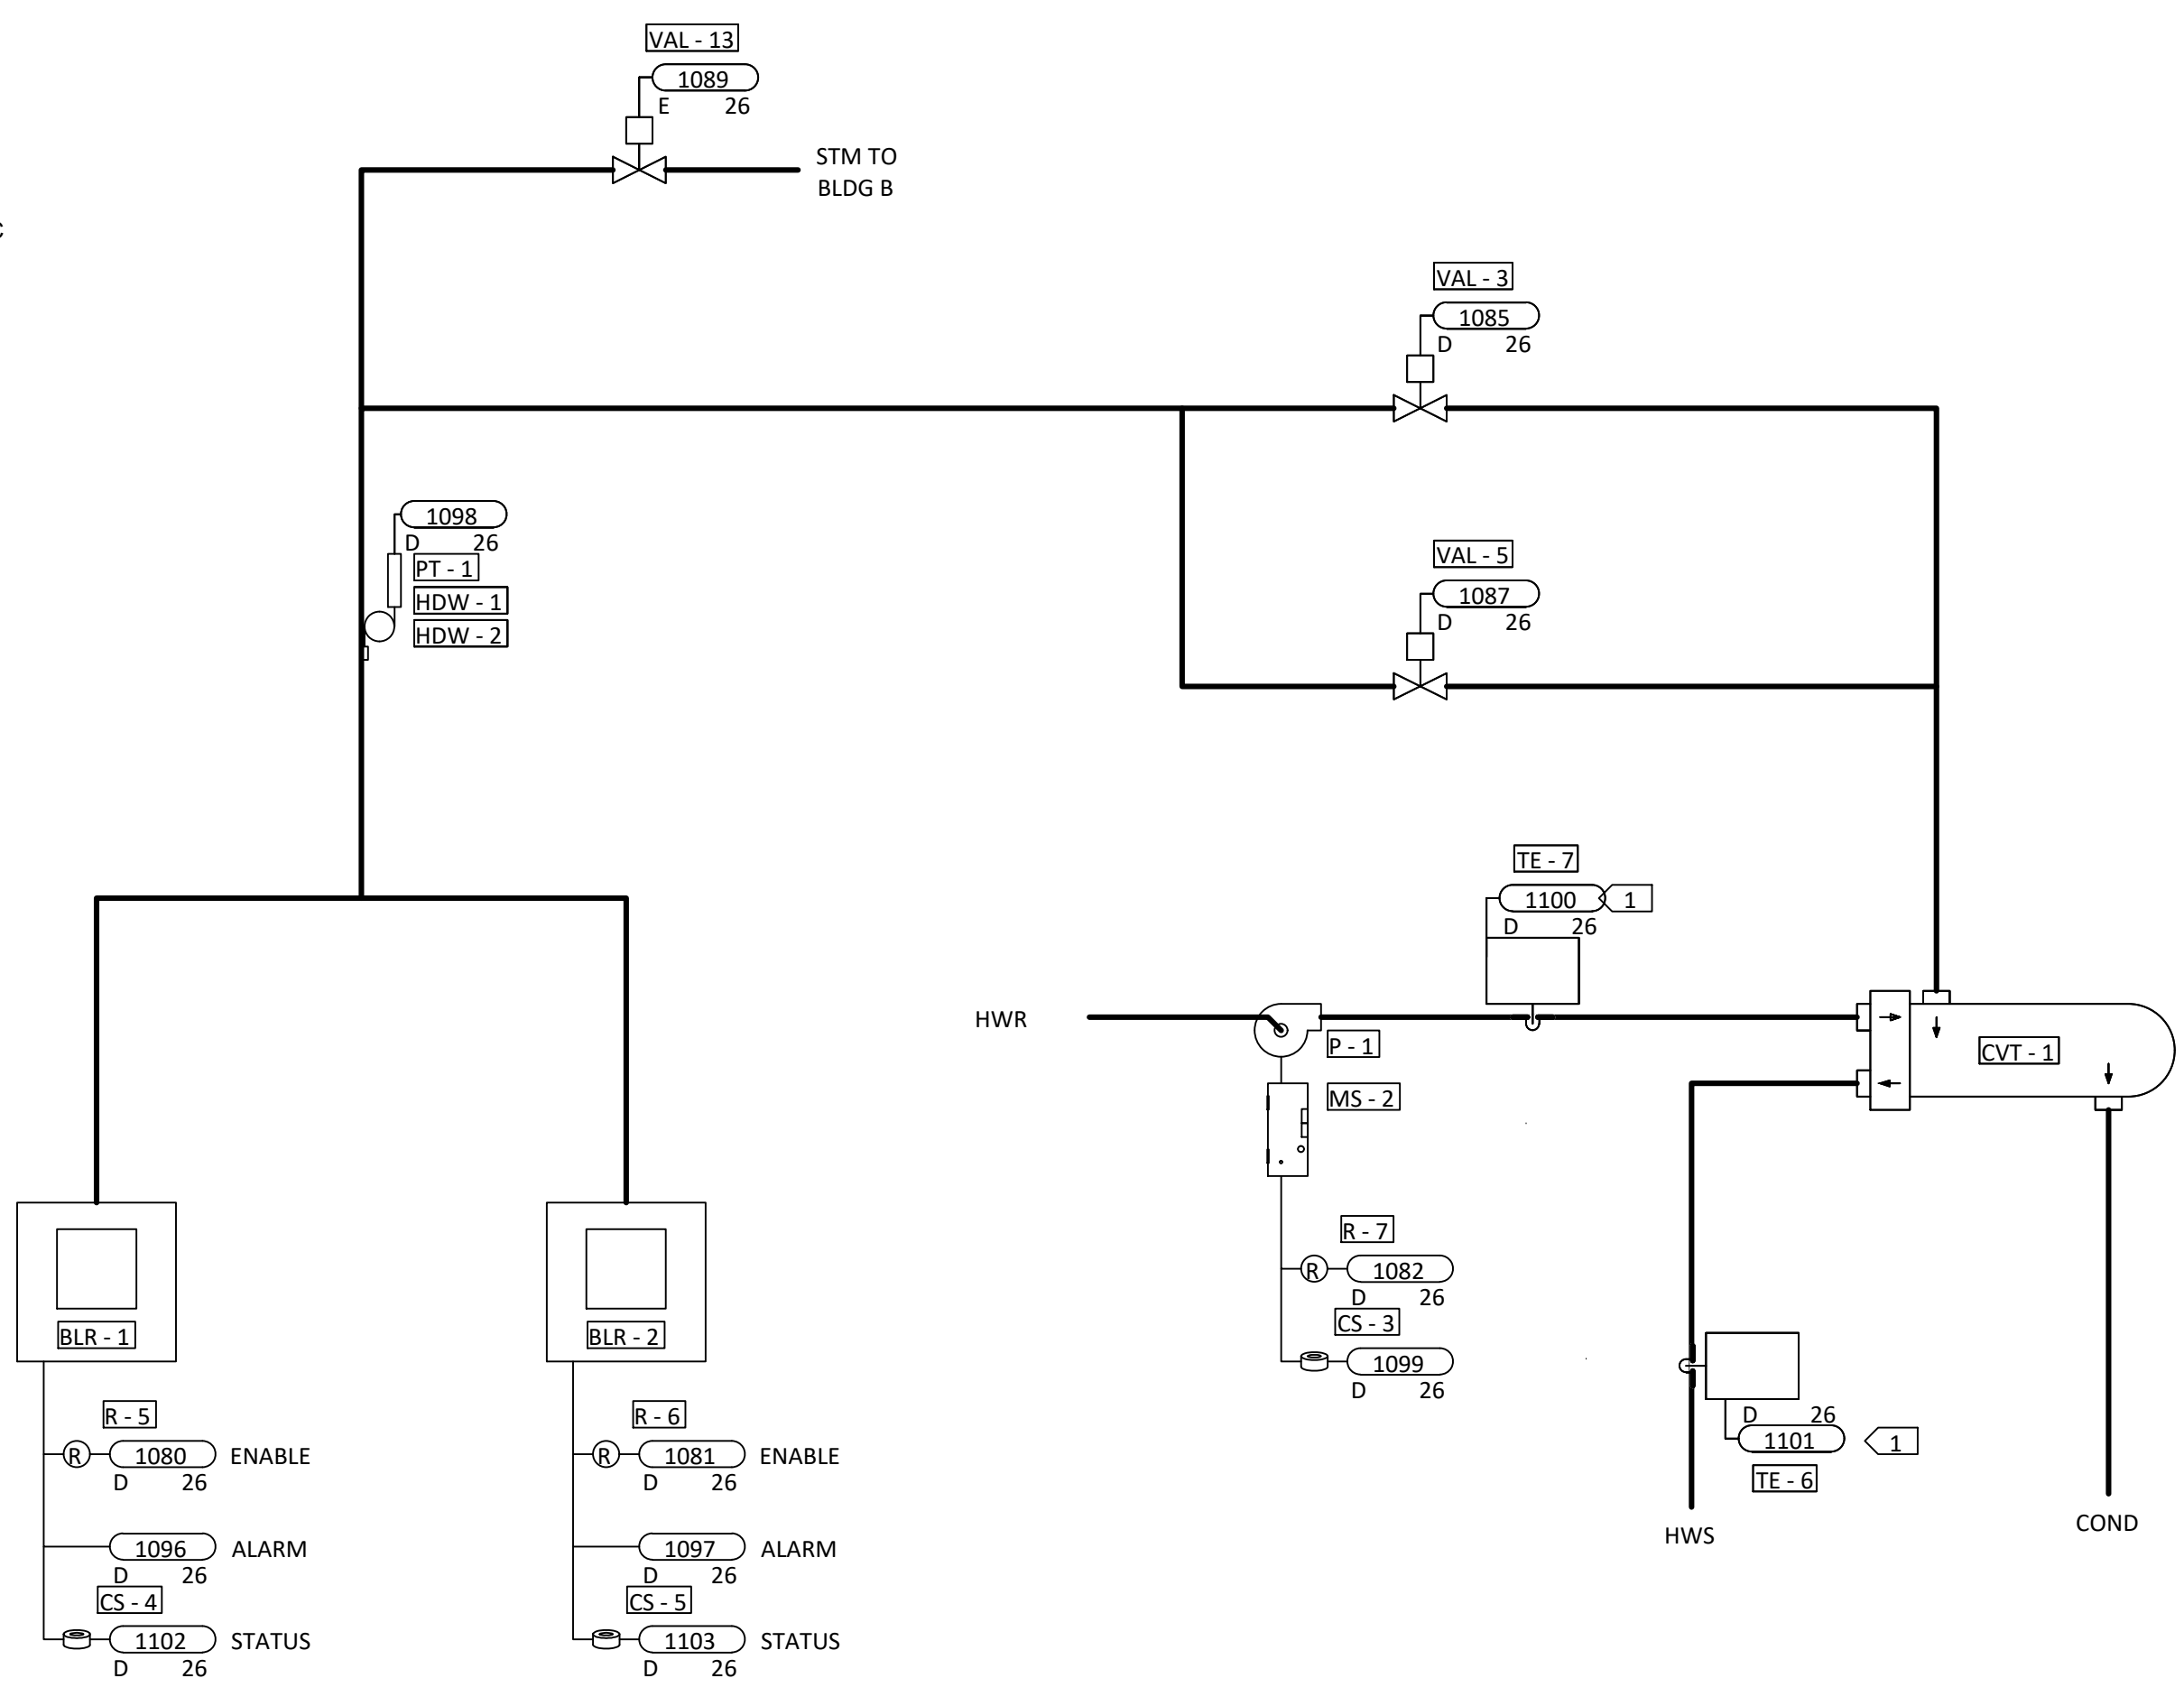 VAL - 13
1089
E 26
STM TO
BLDG B
VAL - 3
1085
D 26
1098
D 26
PT - 1
HDW - 1
HDW - 2
VAL - 5
1087
D 26
TE - 7
1100 1
D 26
HWR
P - 1
CVT - 1
MS - 2
R - 7
R 1082
D 26
CS - 3
1099
D 26
BLR - 1
BLR - 2
R - 5
R 1080 ENABLE
D 26
1096 ALARM
D 26
CS - 4
1102 STATUS
D 26
R - 6
R 1081 ENABLE
D 26
1097 ALARM
D 26
CS - 5
1103 STATUS
D 26
D 26
1101 1
TE - 6
HWS
COND